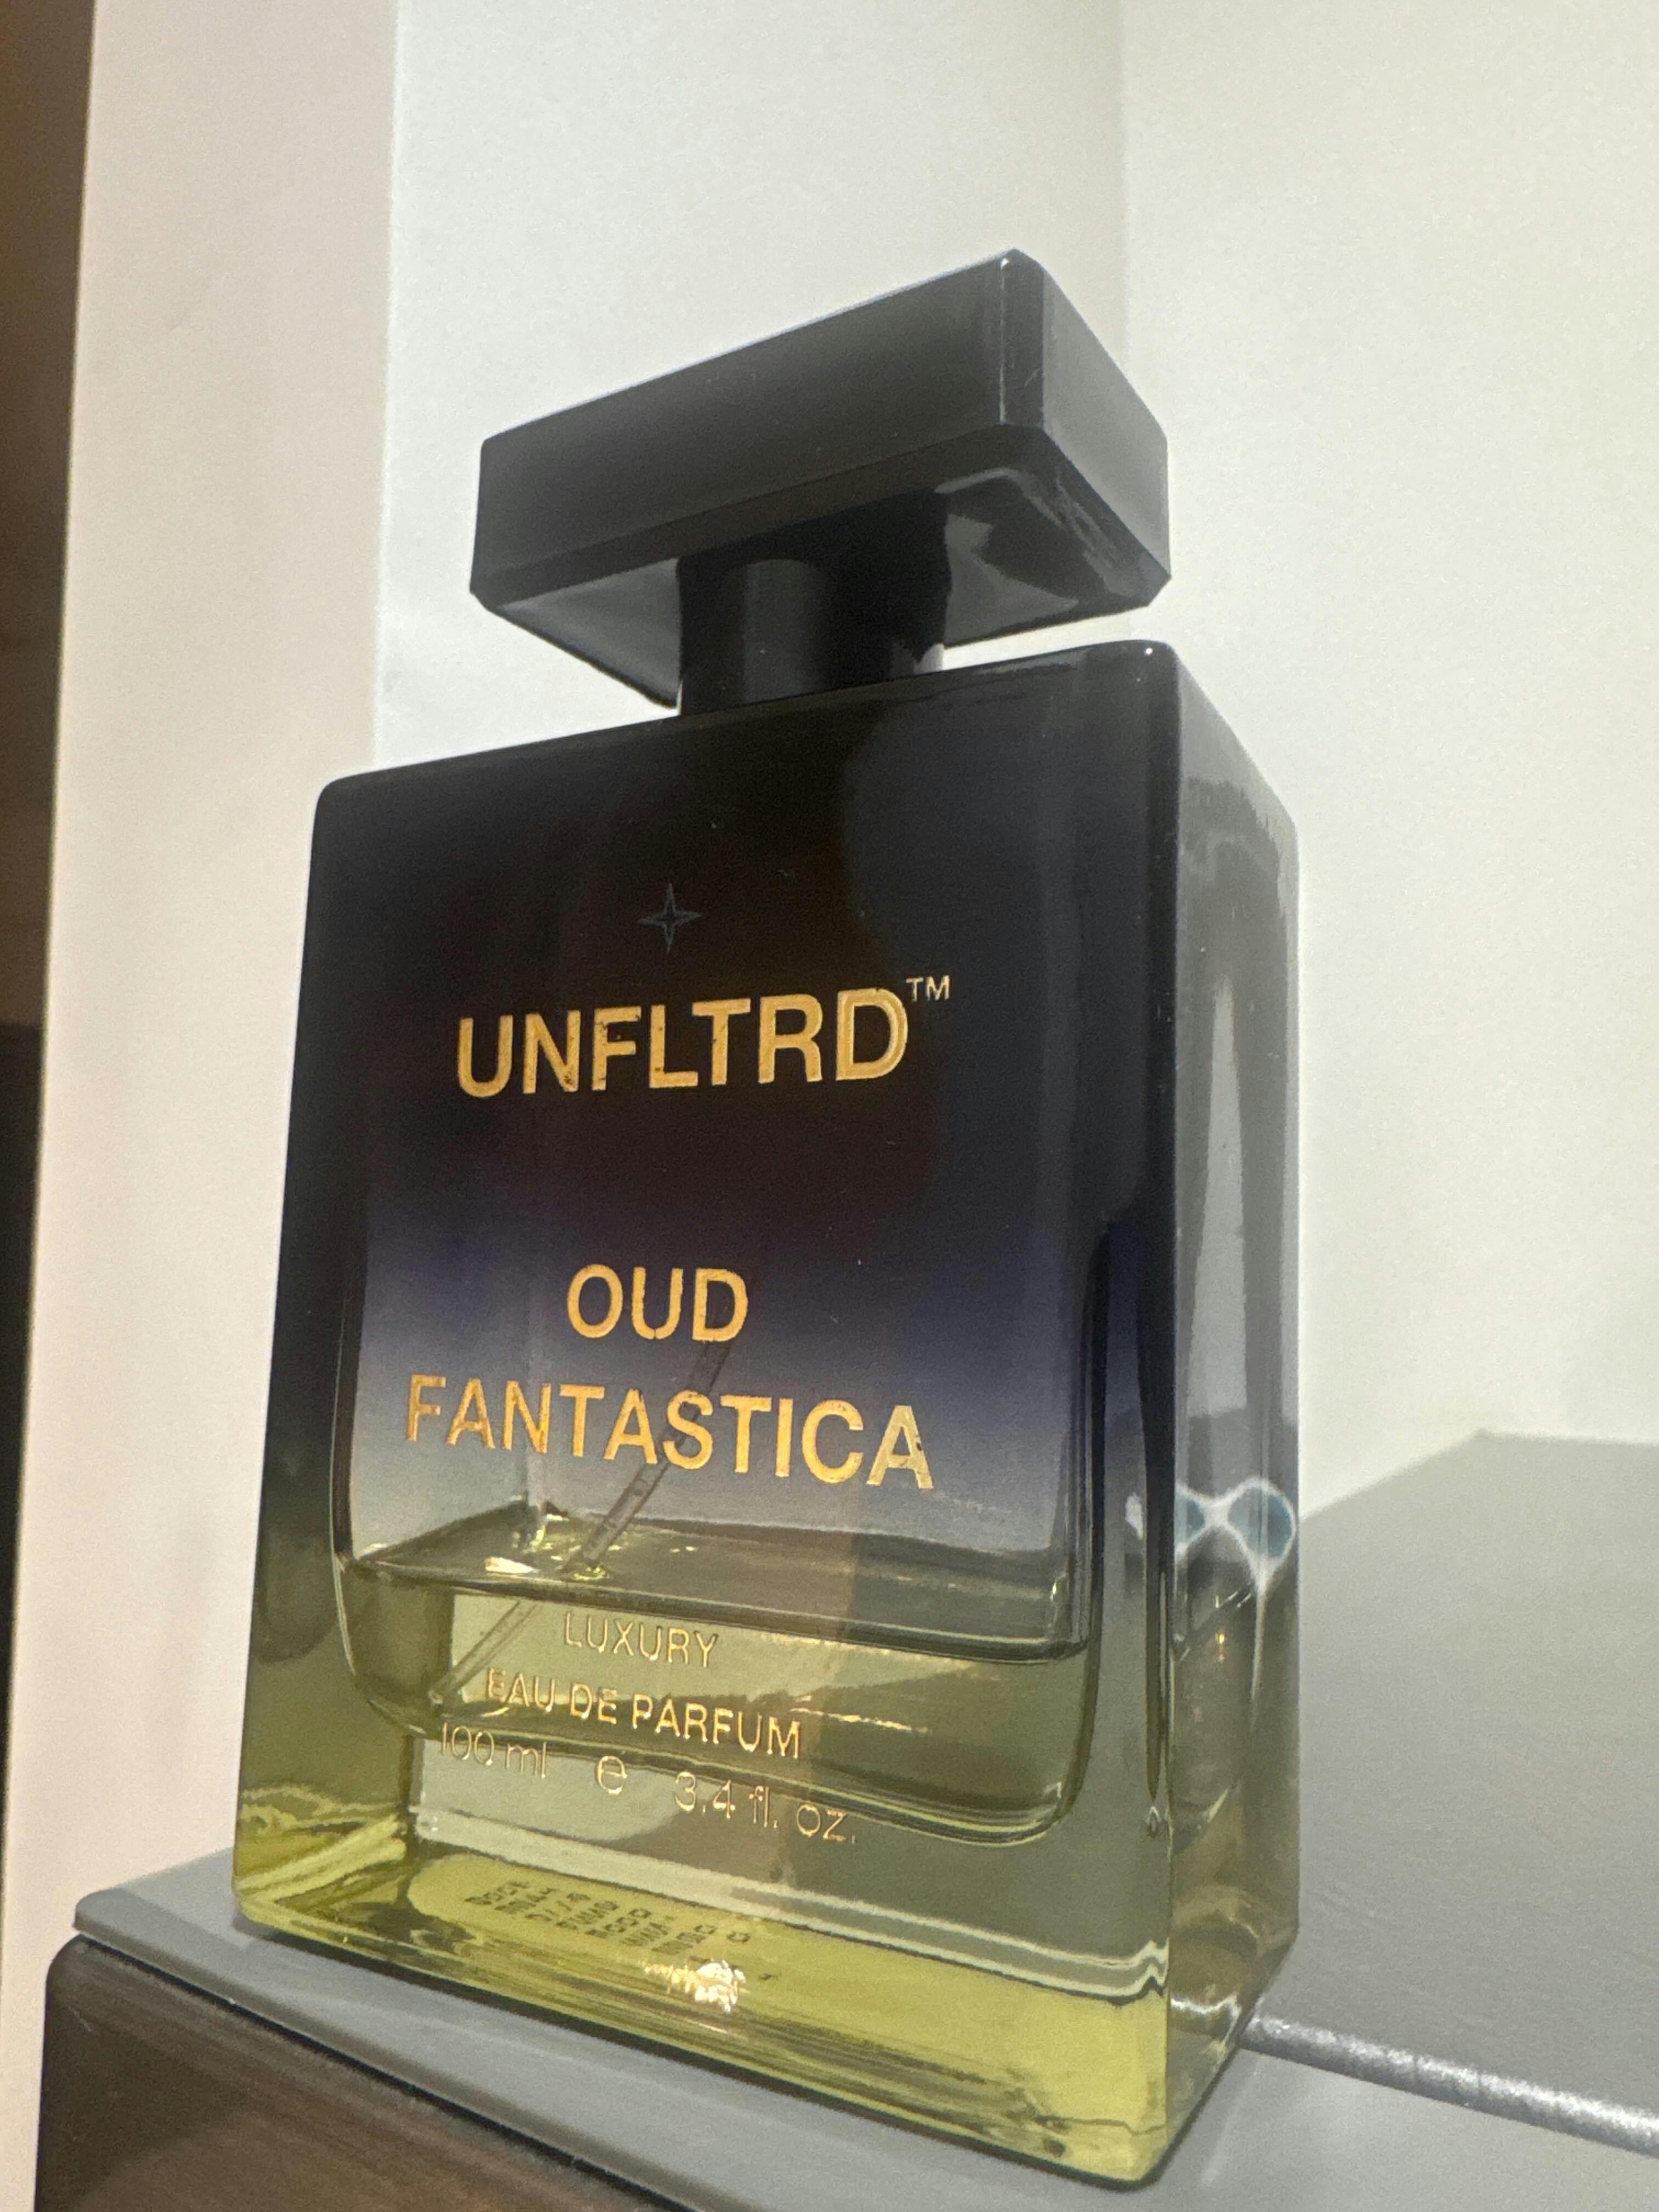 UNFLTRD™
OUD
FANTASTICA
LUXURY
EAU DE PARFUM
100 ml e 3.4 fl. oz.